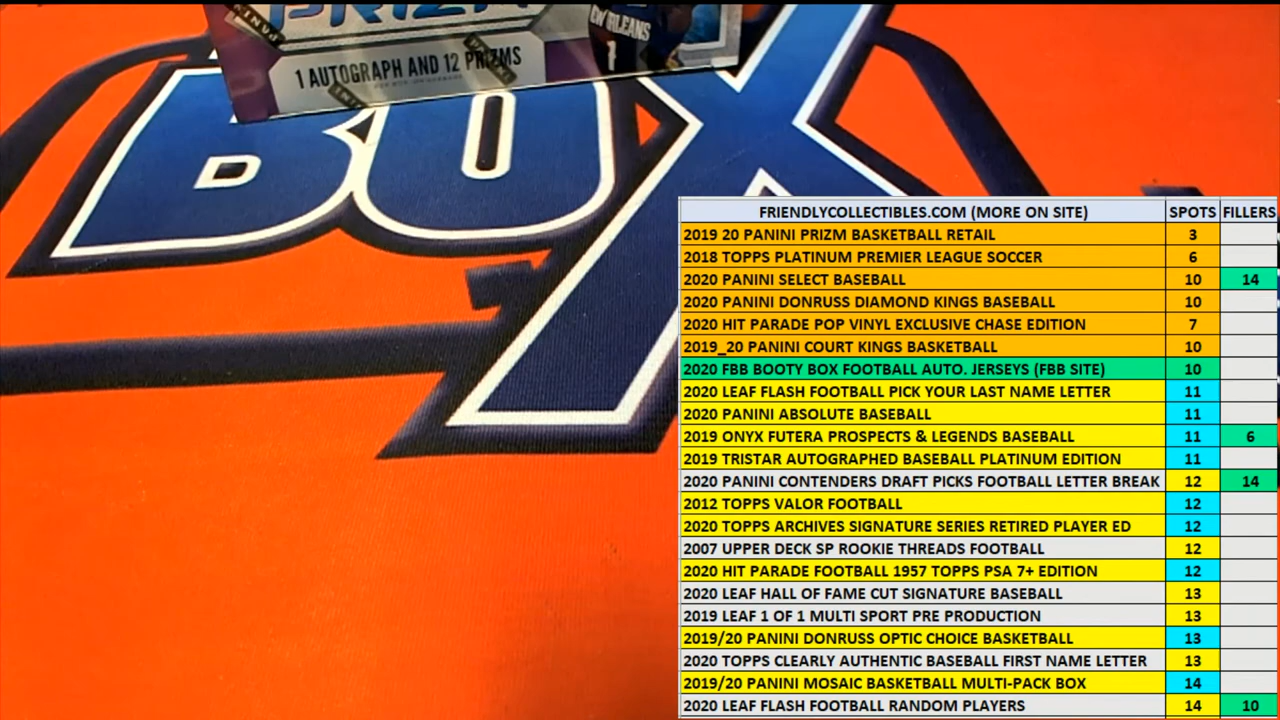 PRIZM
NEW ORLEANS
1 AUTOGRAPH AND 12 PRIZMS
PANINI
BOX
FRIENDLYCOLLECTIBLES.COM (MORE ON SITE) SPOTS FILLERS
2019 20 PANINI PRIZM BASKETBALL RETAIL 3
2018 TOPPS PLATINUM PREMIER LEAGUE SOCCER 6
2020 PANINI SELECT BASEBALL 10 14
2020 PANINI DONRUSS DIAMOND KINGS BASEBALL 10
2020 HIT PARADE POP VINYL EXCLUSIVE CHASE EDITION 7
2019_20 PANINI COURT KINGS BASKETBALL 10
2020 FBB BOOTY BOX FOOTBALL AUTO. JERSEYS (FBB SITE) 10
2020 LEAF FLASH FOOTBALL PICK YOUR LAST NAME LETTER 11
2020 PANINI ABSOLUTE BASEBALL 11
2019 ONYX FUTERA PROSPECTS & LEGENDS BASEBALL 11 6
2019 TRISTAR AUTOGRAPHED BASEBALL PLATINUM EDITION 11
2020 PANINI CONTENDERS DRAFT PICKS FOOTBALL LETTER BREAK 12 14
2012 TOPPS VALOR FOOTBALL 12
2020 TOPPS ARCHIVES SIGNATURE SERIES RETIRED PLAYER ED 12
2007 UPPER DECK SP ROOKIE THREADS FOOTBALL 12
2020 HIT PARADE FOOTBALL 1957 TOPPS PSA 7+ EDITION 12
2020 LEAF HALL OF FAME CUT SIGNATURE BASEBALL 13
2019 LEAF 1 OF 1 MULTI SPORT PRE PRODUCTION 13
2019/20 PANINI DONRUSS OPTIC CHOICE BASKETBALL 13
2020 TOPPS CLEARLY AUTHENTIC BASEBALL FIRST NAME LETTER 13
2019/20 PANINI MOSAIC BASKETBALL MULTI-PACK BOX 14
2020 LEAF FLASH FOOTBALL RANDOM PLAYERS 14 10